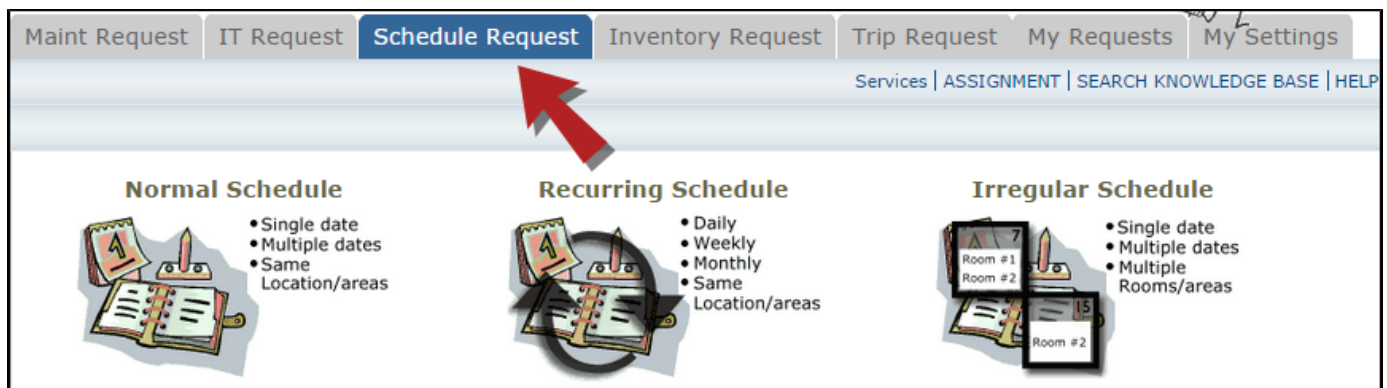 Maint Request IT Request Schedule Request Inventory Request Trip Request My Requests My Settings
Services | ASSIGNMENT | SEARCH KNOWLEDGE BASE | HELP
Normal Schedule
• Single date
• Multiple dates
• Same
Location/areas
Recurring Schedule
• Daily
• Weekly
• Monthly
• Same
Location/areas
Irregular Schedule
7
Room #1
Room #2
15
Room #2
• Single date
• Multiple dates
• Multiple
Rooms/areas